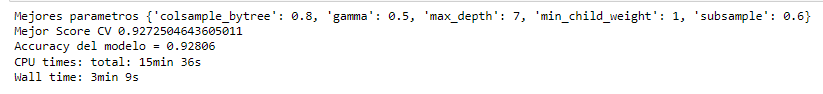 Mejores parametros {'colsample_bytree': 0.8, 'gamma': 0.5, 'max_depth': 7, 'min_child_weight': 1, 'subsample': 0.6}
Mejor Score CV 0.9272504643605011
Accuracy del modelo = 0.92806
CPU times: total: 15min 36s
Wall time: 3min 9s